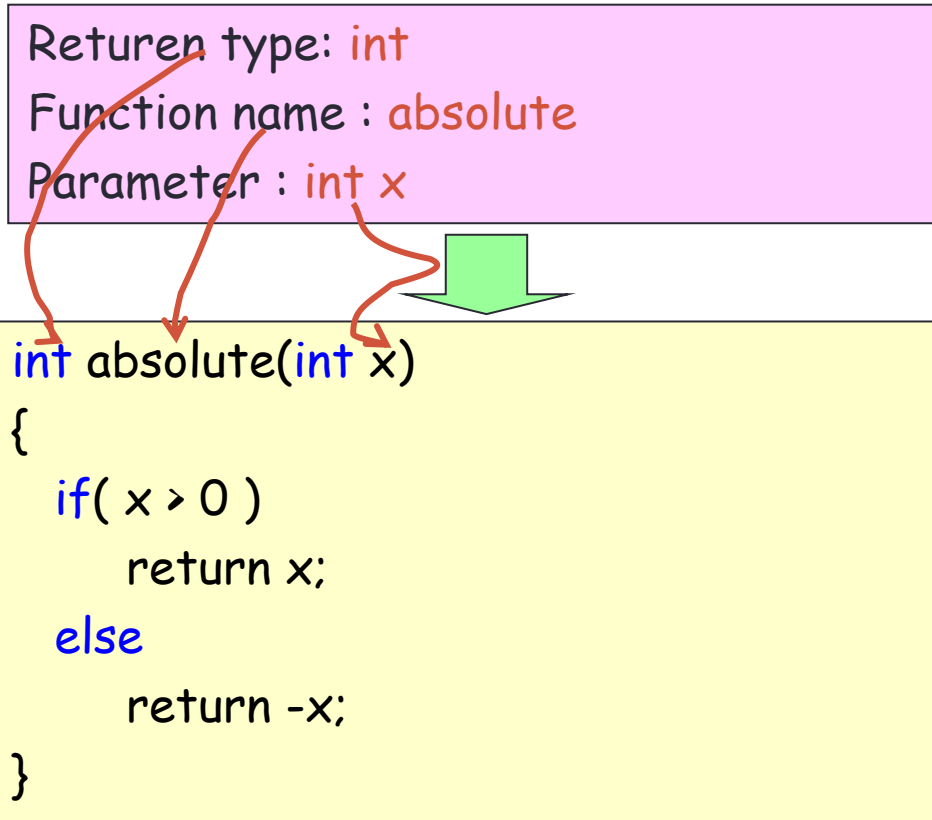 Returen type: int
Function name : absolute
Parameter : int x
int absolute(int x)
{
if( x > 0 )
return x;
else
return -x;
}